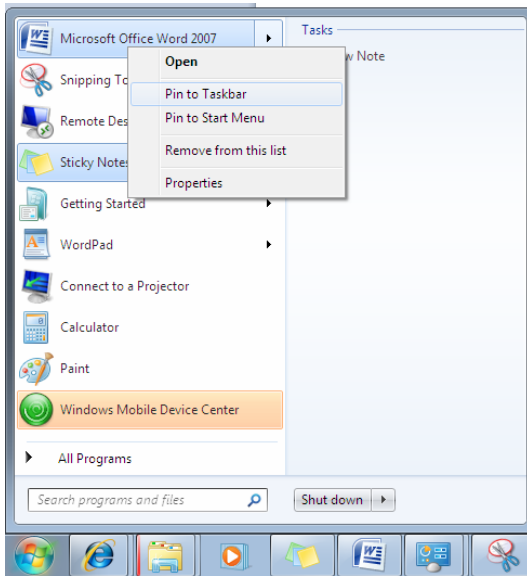 Microsoft Office Word 2007
Tasks
Open
w Note
Snipping To
Pin to Taskbar
Remote Des
Pin to Start Menu
Sticky Notes
Remove from this list
Properties
Getting Started
WordPad
Connect to a Projector
Calculator
Paint
Windows Mobile Device Center
All Programs
Search programs and files
Shut down